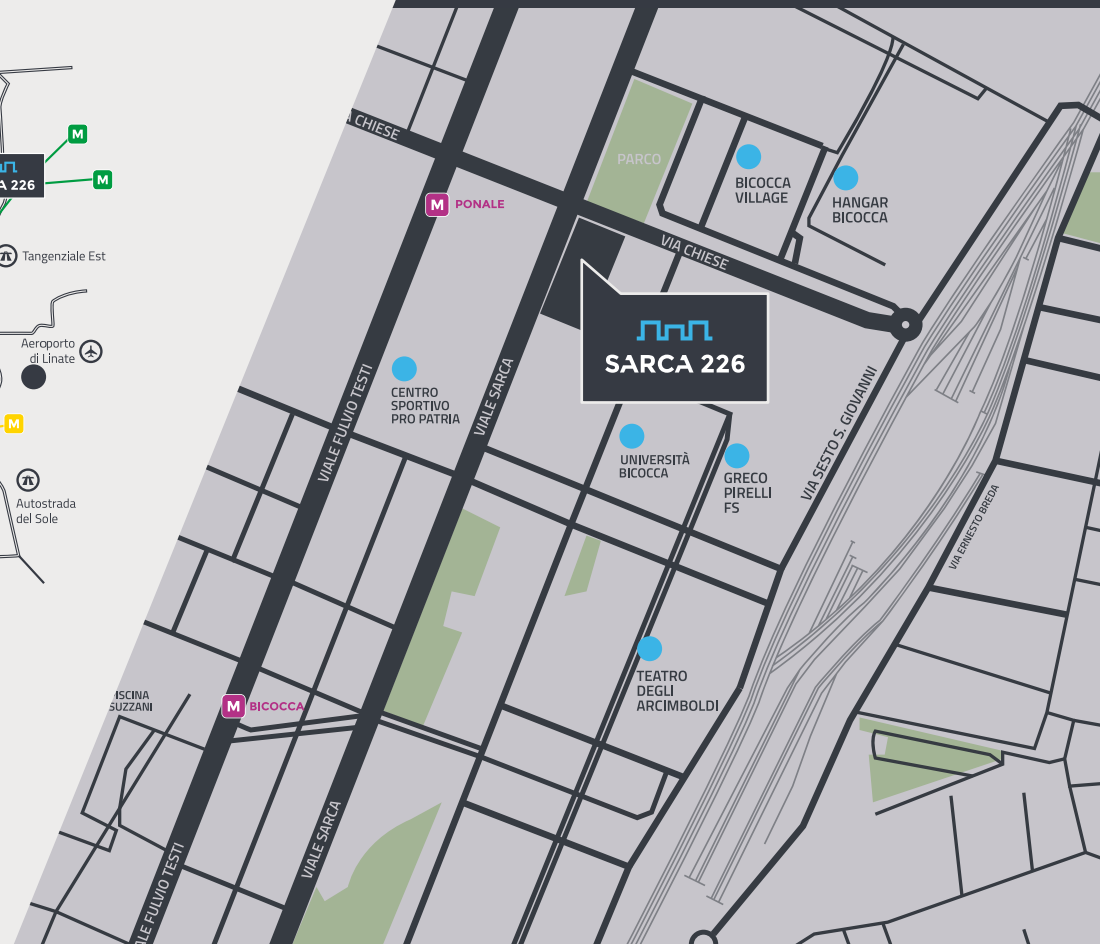 M
M
226
Tangenziale Est
Aeroporto
di Linate
M
Autostrada
del Sole
CHIESE
M PONALE
PARCO
BICOCCA
VILLAGE
HANGAR
BICOCCA
VIA CHIESE
SARCA 226
CENTRO
SPORTIVO
PRO PATRIA
VIALE FULVIO TESTI
VIALE SARCA
UNIVERSITÀ
BICOCCA
GRECO
PIRELLI
FS
VIA SESTO S. GIOVANNI
VIA ERNESTO BREDA
TEATRO
DEGLI
ARCIMBOLDI
ISCINA
SUZZANI
M BICOCCA
VIALE SARCA
ALE FULVIO TESTI